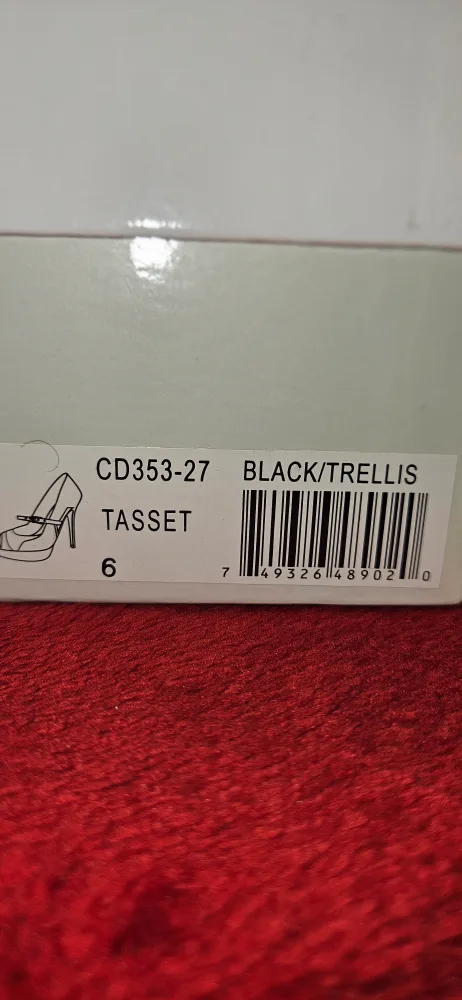 CD353-27 BLACK/TRELLIS
TASSET
6
7 49326 48902 0